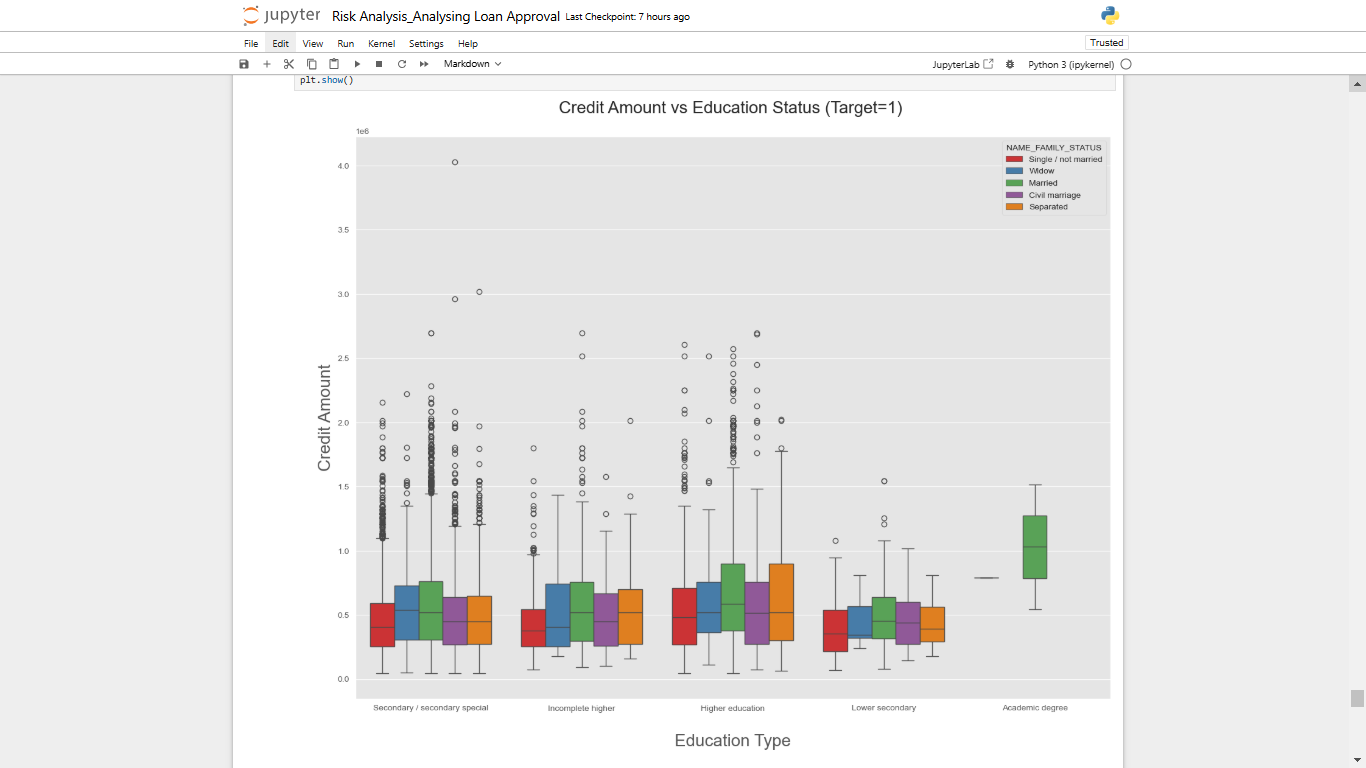 jupyter Risk Analysis_Analysing Loan Approval Last Checkpoint: 7 hours ago
File Edit View Run Kernel Settings Help
Trusted
Markdown
JupyterLab Python 3 (ipykernel)
plt.show()
Credit Amount vs Education Status (Target=1)
1e6
NAME_FAMILY_STATUS
Single / not married
Widow
Married
Civil marriage
Separated
4.0
3.5
3.0
2.5
2.0
1.5
1.0
0.5
0.0
Credit Amount
Secondary / secondary special Incomplete higher Higher education Lower secondary Academic degree
Education Type